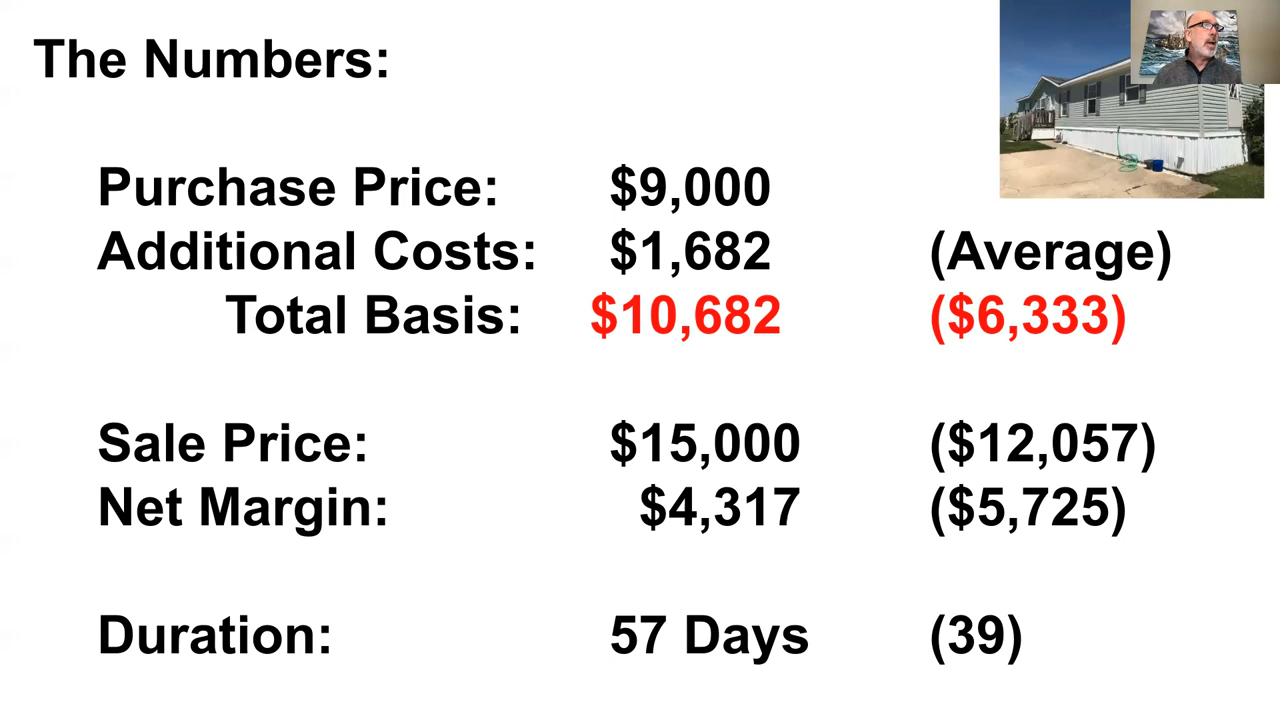 The Numbers:
Purchase Price: $9,000
Additional Costs: $1,682 (Average)
Total Basis: $10,682 ($6,333)
Sale Price: $15,000 ($12,057)
Net Margin: $4,317 ($5,725)
Duration: 57 Days (39)